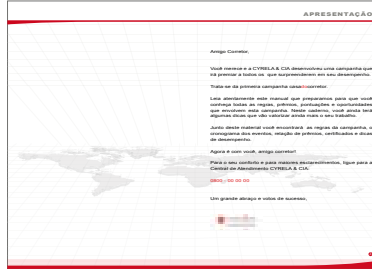 APRESENTAÇÃO
Amigo Corretor,
Você merece e a CYRELA & CIA desenvolveu uma campanha que
irá premiar a todos os que surpreenderem em seu desempenho.
Trata-se da primeira campanha casadocorretor.
Leia atentamente este manual que preparamos para que você
conheça todas as regras, prêmios, pontuações e oportunidades
que envolvem esta campanha. Neste caderno, você ainda terá
algumas dicas que vão valorizar ainda mais o seu trabalho.
Junto deste material você encontrará as regras da campanha, o
cronograma dos eventos, relação de prêmios, certificados e dicas
de desempenho.
Agora é com você, amigo corretor!!
Para o seu conforto e para maiores esclarecimentos, ligue para a
Central de Atendimento CYRELA & CIA:
0800 - 00 00 00
Um grande abraço e votos de sucesso,